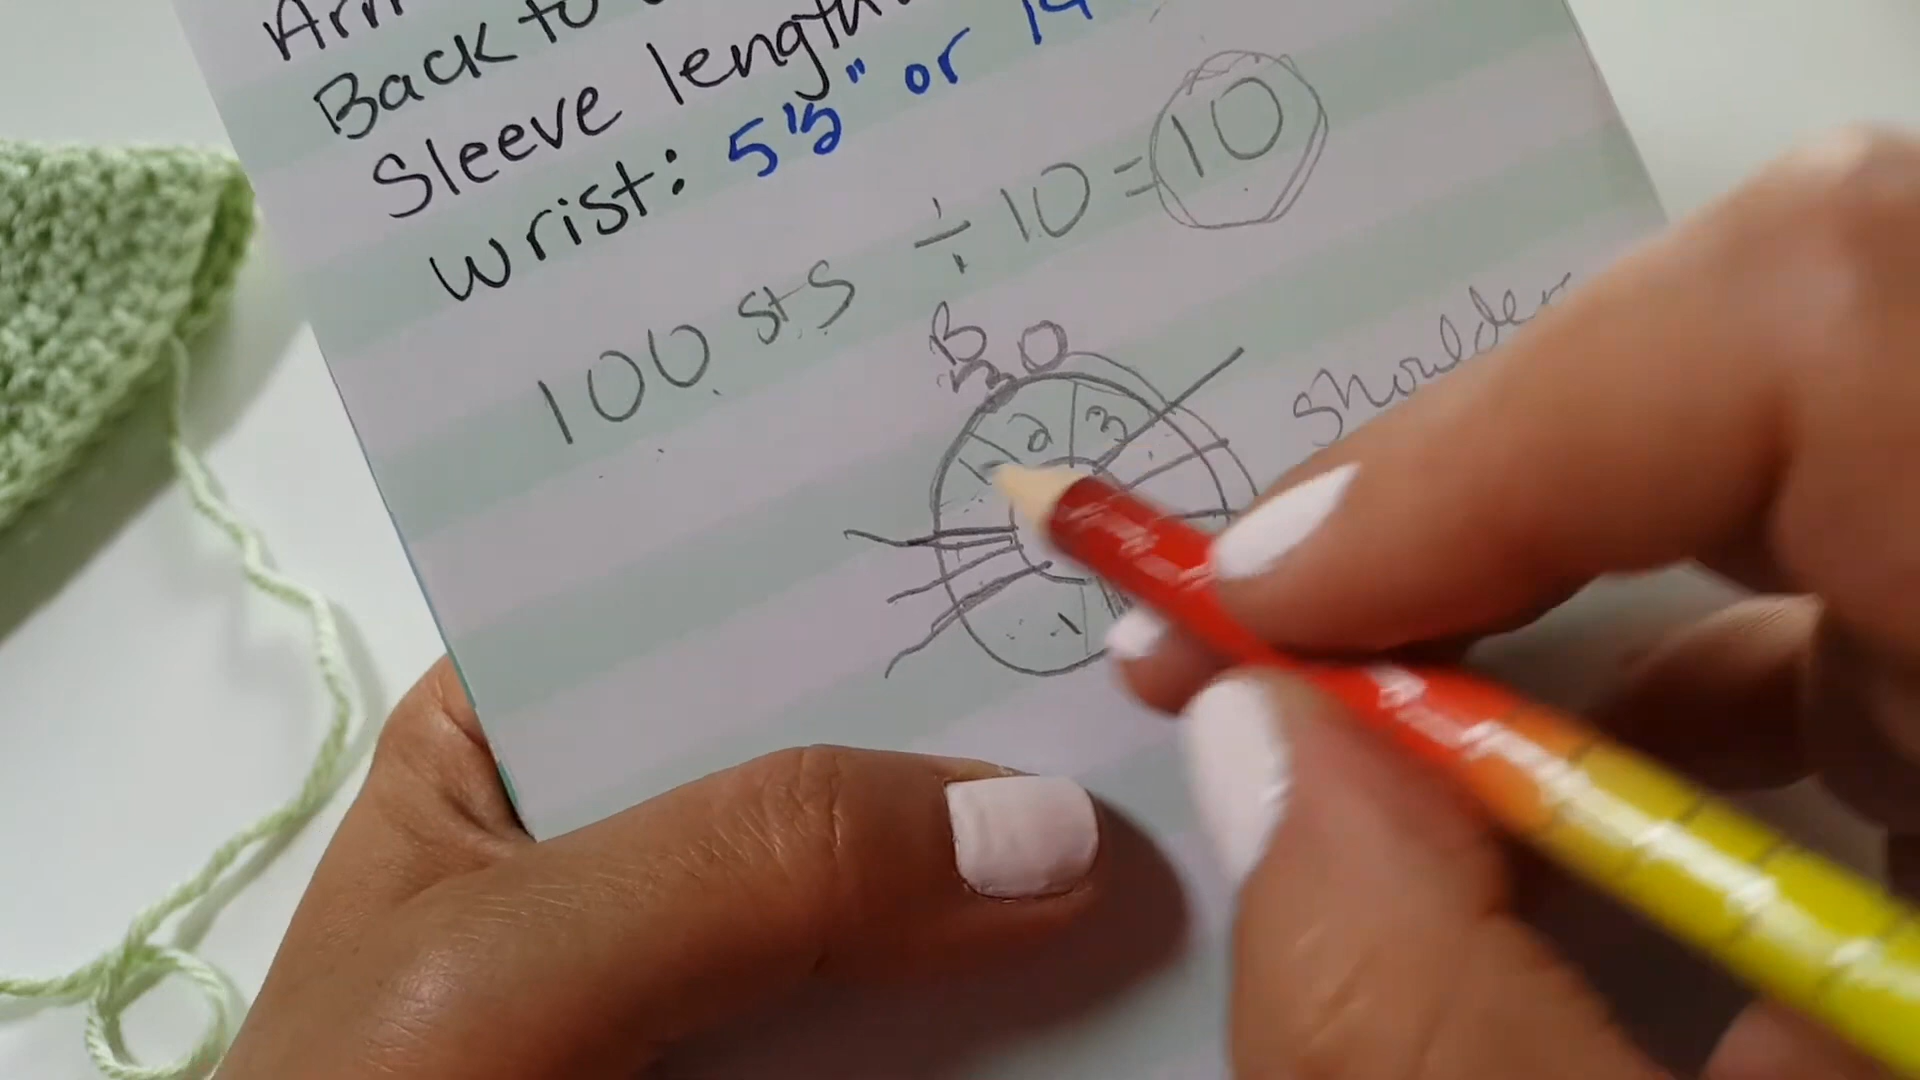 Back to
Sleeve length
Wrist: 5½" or 14
100 sts ÷ 10 = 10
B
2 3
Shoulder
1